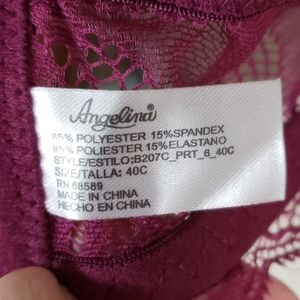 Angelina®
85% POLYESTER 15%SPANDEX
85% POLIESTER 15%ELASTANO
STYLE/ESTILO:B207C_PRT_6_40C
SIZE/TALLA: 40C
RN 68589
MADE IN CHINA
HECHO EN CHINA